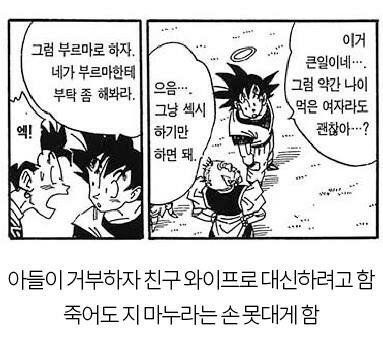 이거
큰일이네….
그럼 약간 나이
먹은 여자라도
괜찮아…?
으음….
그냥 섹시
하기만
하면 돼.
그럼 부르마로 하자.
네가 부르마한테
부탁 좀 해봐라.
엑!
아들이 거부하자 친구 와이프로 대신하려고 함
죽어도 지 마누라는 손 못대게 함